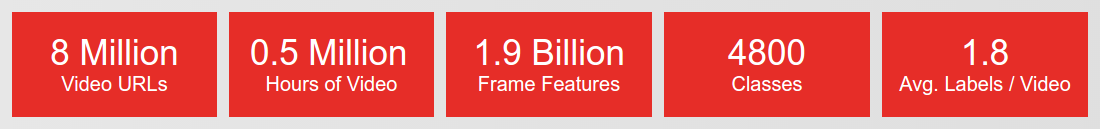 8 Million
Video URLs
0.5 Million
Hours of Video
1.9 Billion
Frame Features
4800
Classes
1.8
Avg. Labels / Video